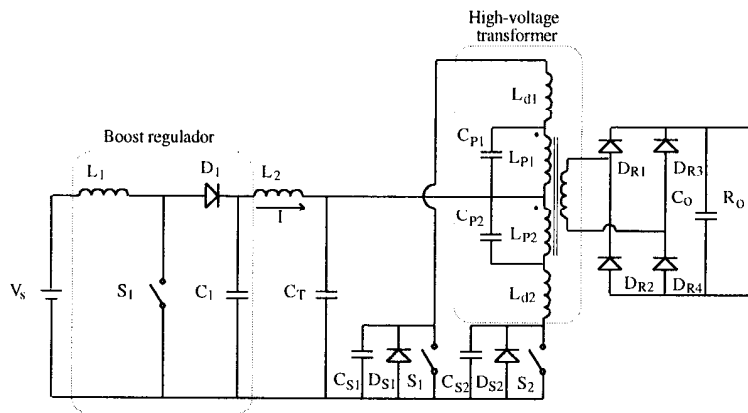 High-voltage
transformer
Ld1
Boost regulador
CP1
LP1
DR1
DR3
L1
D1
L2
I
CP2
LP2
CO
RO
VS
S1
C1
CT
Ld2
DR2
DR4
CS1
DS1
S1
CS2
DS2
S2